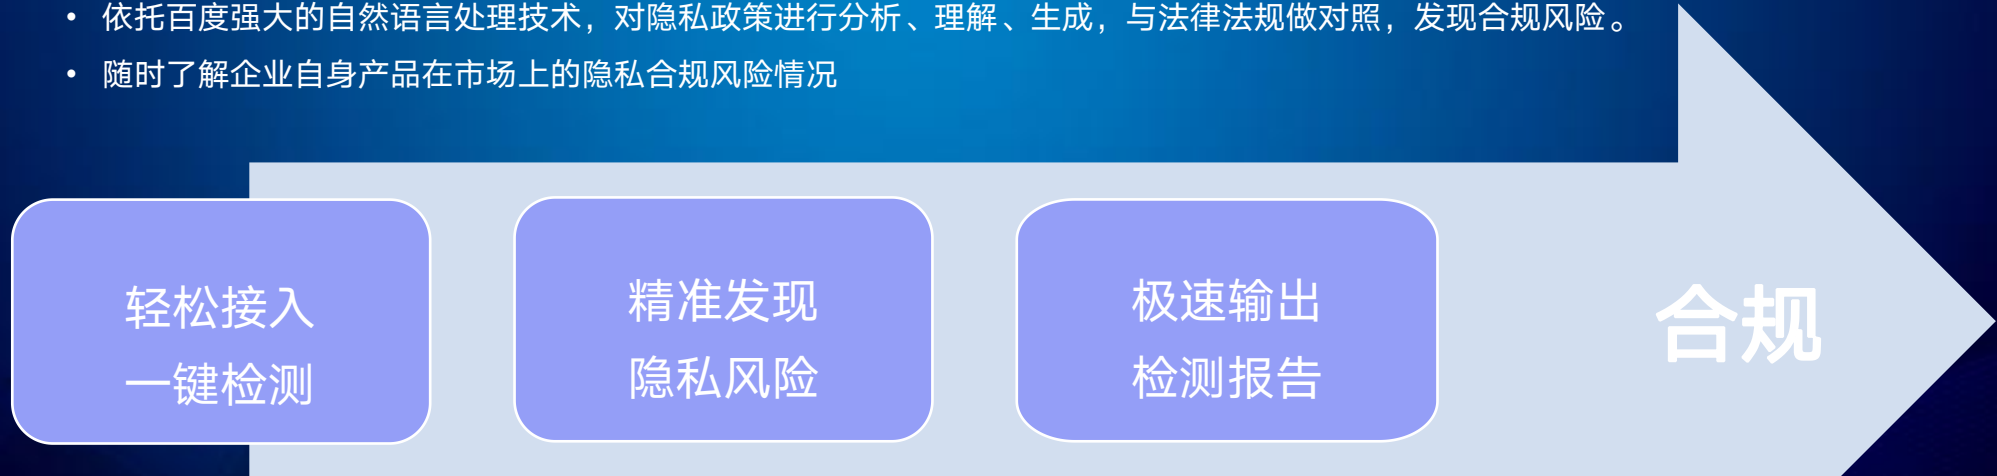 • 依托百度强大的自然语言处理技术，对隐私政策进行分析、理解、生成，与法律法规做对照，发现合规风险。
• 随时了解企业自身产品在市场上的隐私合规风险情况
轻松接入
一键检测
精准发现
隐私风险
极速输出
检测报告
合规